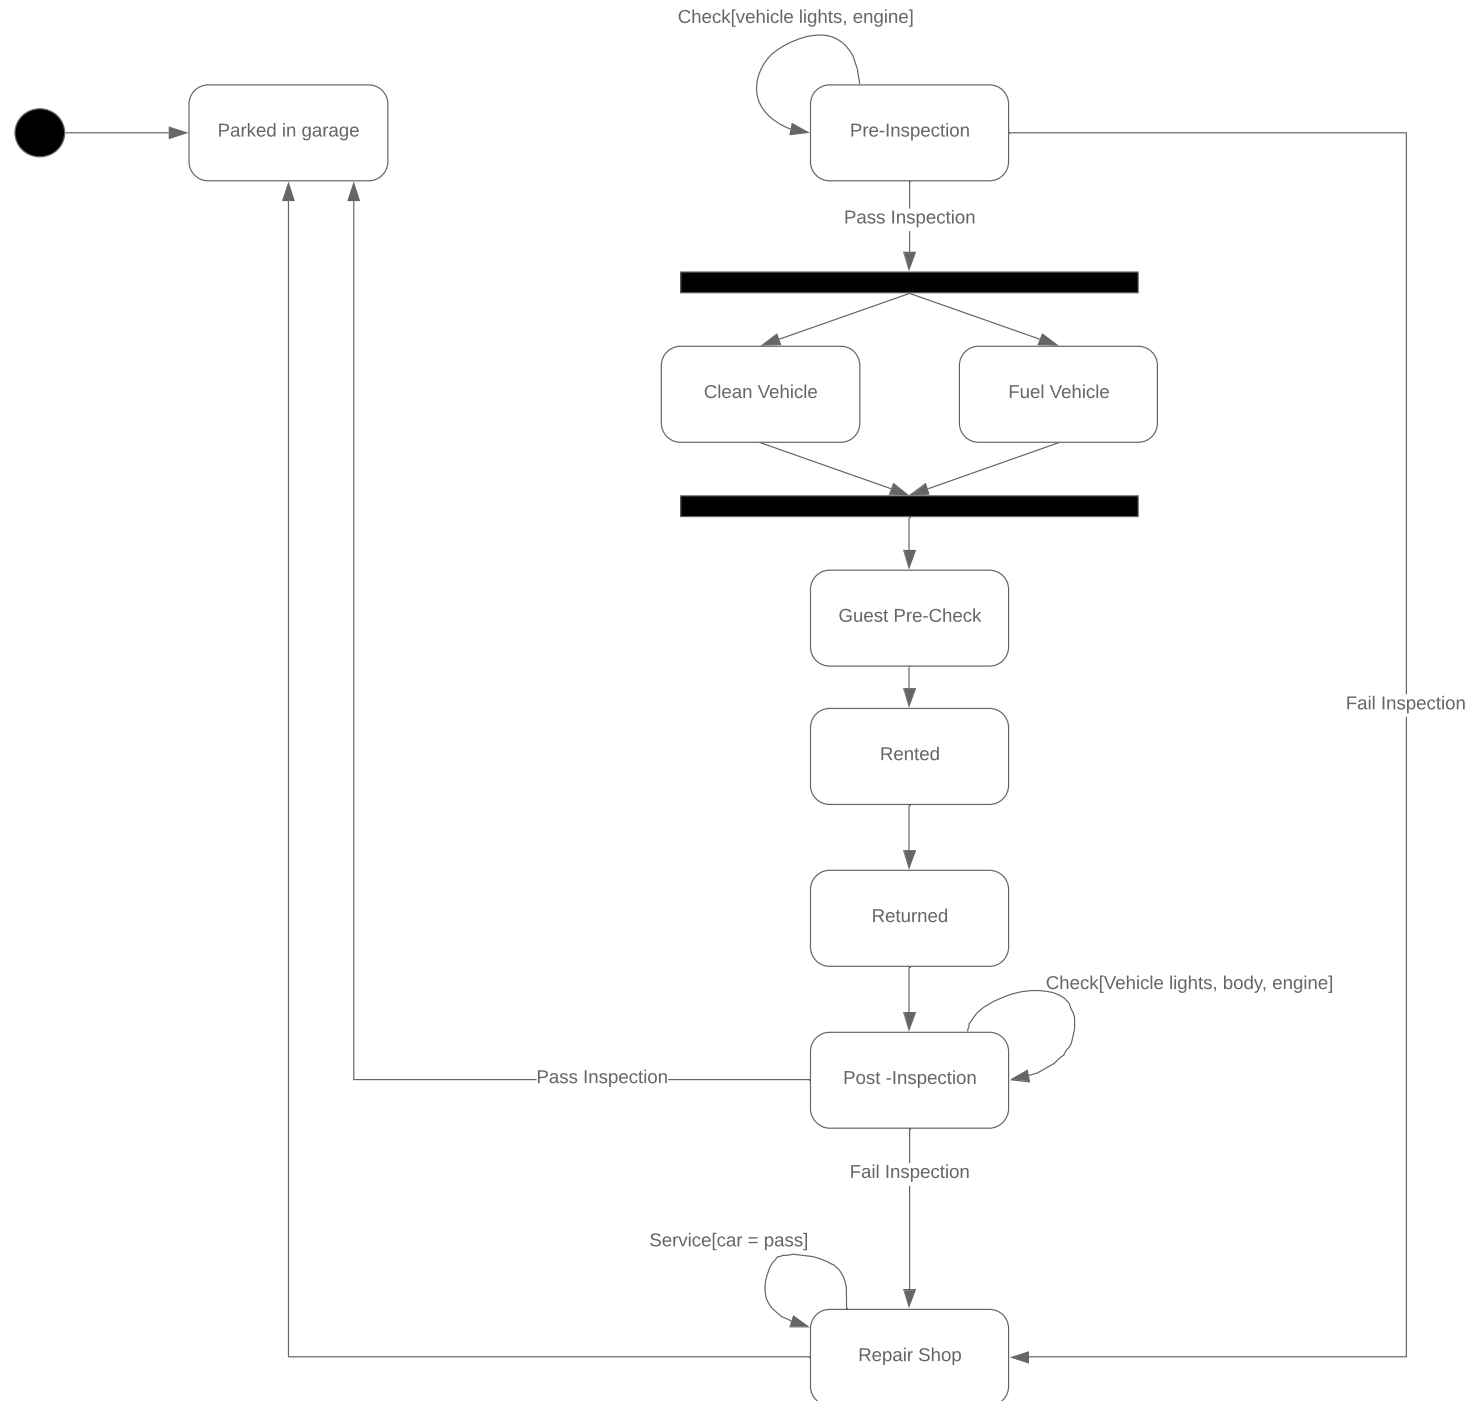 Check[vehicle lights, engine]
Parked in garage
Pre-Inspection
Pass Inspection
Clean Vehicle
Fuel Vehicle
Guest Pre-Check
Fail Inspection
Rented
Returned
Check[Vehicle lights, body, engine]
Pass Inspection
Post -Inspection
Fail Inspection
Service[car = pass]
Repair Shop